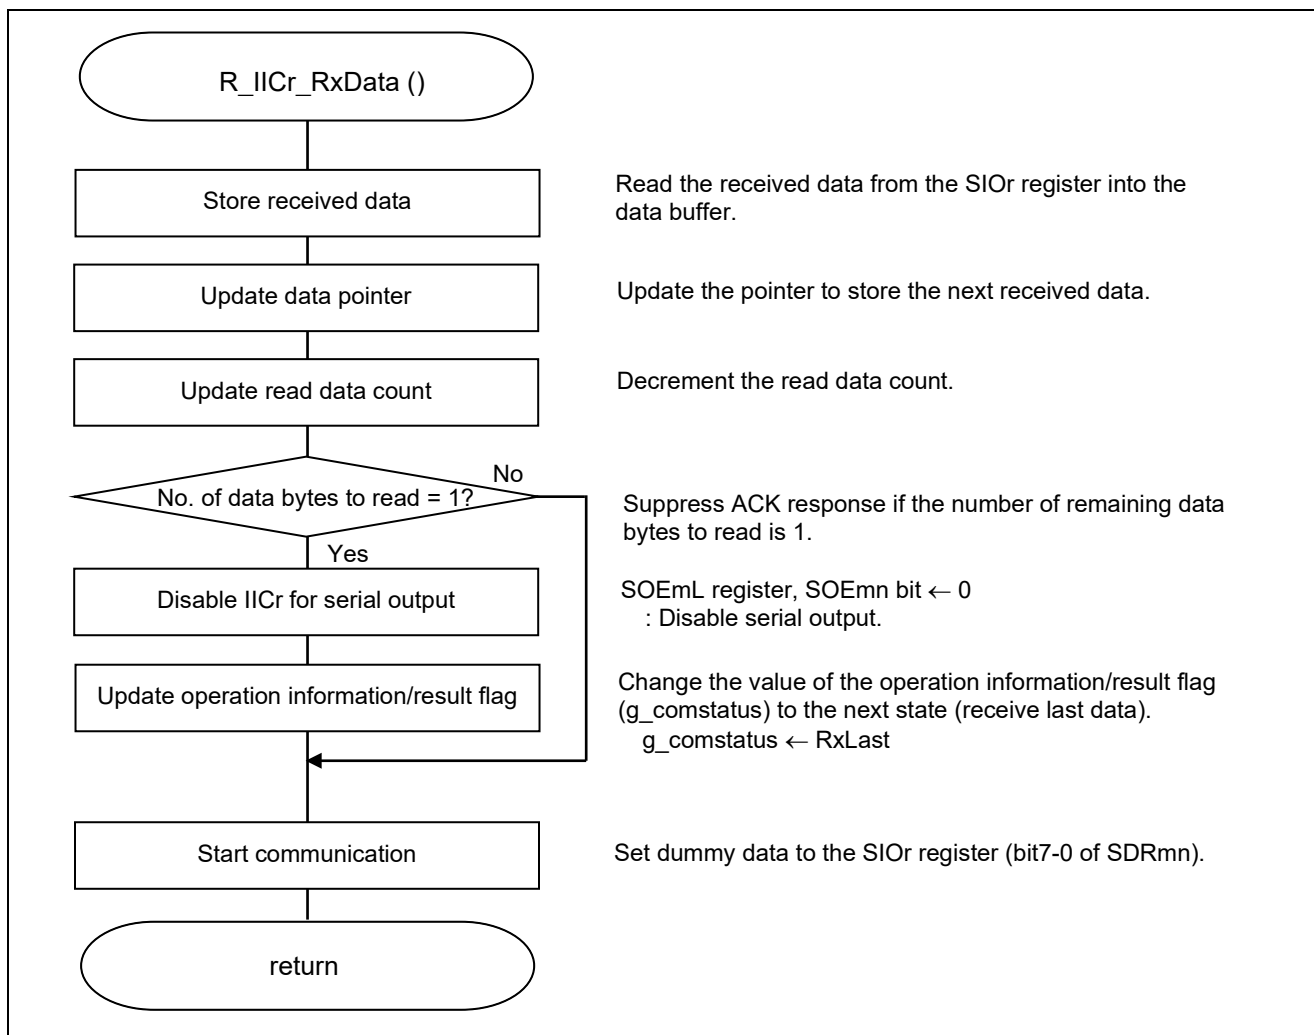 R_IICr_RxData ()
Store received data
Read the received data from the SIOr register into the
data buffer.
Update data pointer
Update the pointer to store the next received data.
Update read data count
Decrement the read data count.
No
No. of data bytes to read = 1?
Suppress ACK response if the number of remaining data
bytes to read is 1.
Yes
Disable IICr for serial output
SOEmL register, SOEmn bit ← 0
: Disable serial output.
Update operation information/result flag
Change the value of the operation information/result flag
(g_comstatus) to the next state (receive last data).
g_comstatus ← RxLast
Start communication
Set dummy data to the SIOr register (bit7-0 of SDRmn).
return